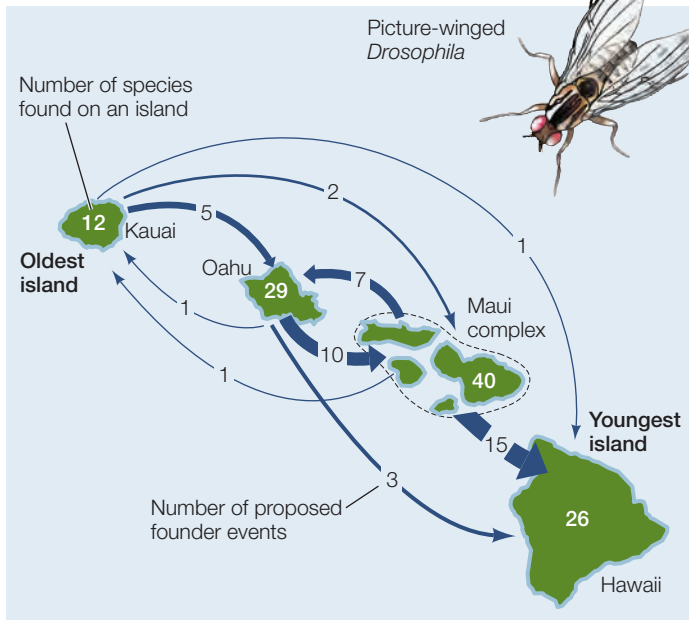 Picture-winged
Drosophila
Number of species
found on an island
2
12
5
Kauai
1
Oldest
island
Oahu
29
7
1
Maui
complex
10
40
1
Youngest
island
15
3
Number of proposed
founder events
26
Hawaii